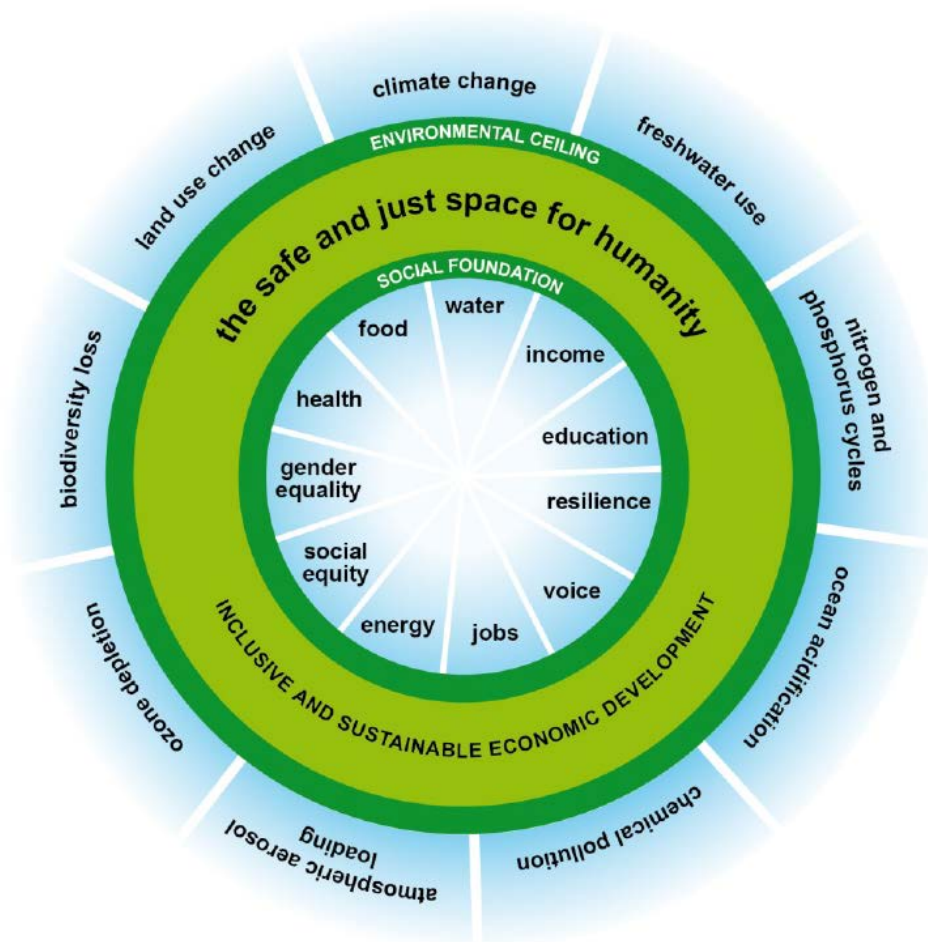 climate change
freshwater use
nitrogen and
phosphorus cycles
ocean acidification
chemical pollution
atmospheric aerosol
loading
ozone depletion
biodiversity loss
land use change
ENVIRONMENTAL CEILING
the safe and just space for humanity
SOCIAL FOUNDATION
water
income
education
resilience
voice
jobs
energy
social
equity
gender
equality
health
food
INCLUSIVE AND SUSTAINABLE ECONOMIC DEVELOPMENT